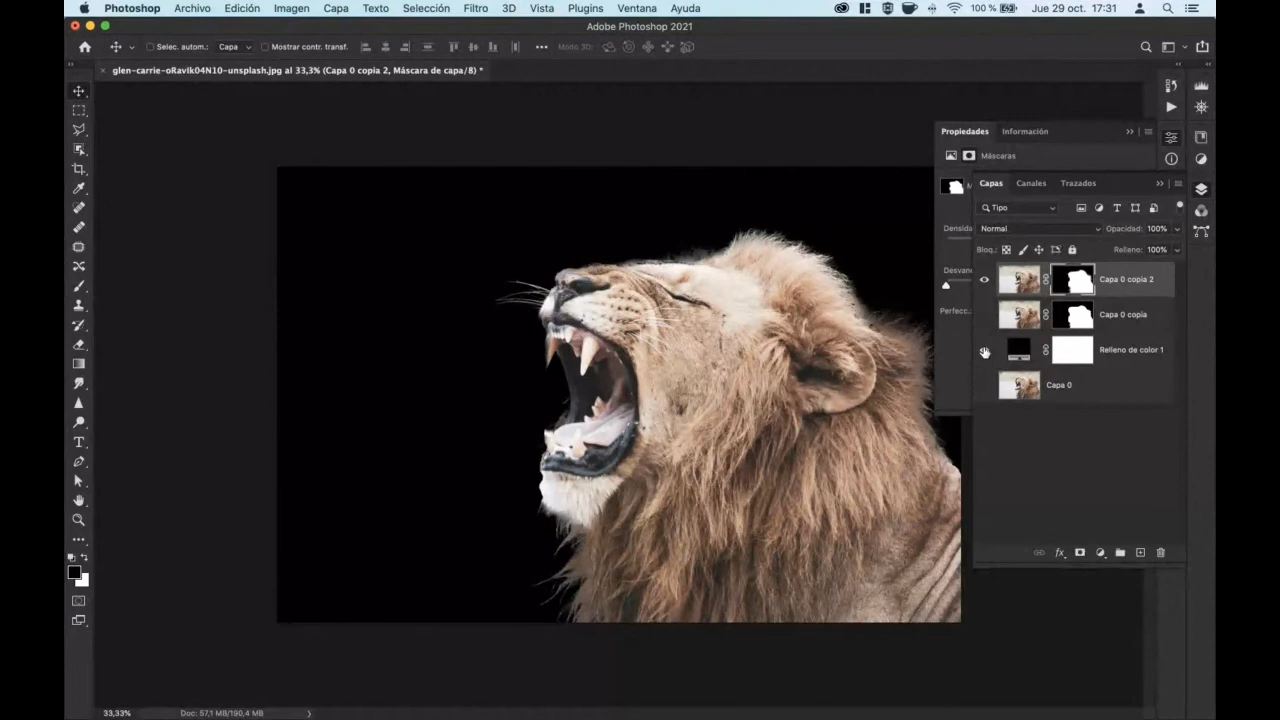 Photoshop Archivo Edición Imagen Capa Texto Selección Filtro 3D Vista Plugins Ventana Ayuda 100 % Jue 29 oct. 17:31
Adobe Photoshop 2021
Selec. autom.: Capa Mostrar contr. transf. Modo 3D:
glen-carrie-oRavIk04N10-unsplash.jpg al 33,3% (Capa 0 copia 2, Máscara de capa/8) *
Propiedades Información
Máscaras
Capas Canales Trazados
Tipo
Densida
Normal Opacidad: 100%
Bloq.: Relleno: 100%
Desvan
Capa 0 copia 2
Perfecc.:
Capa 0 copia
Relleno de color 1
Capa 0
fx
33,33% Doc: 57,1 MB/190,4 MB